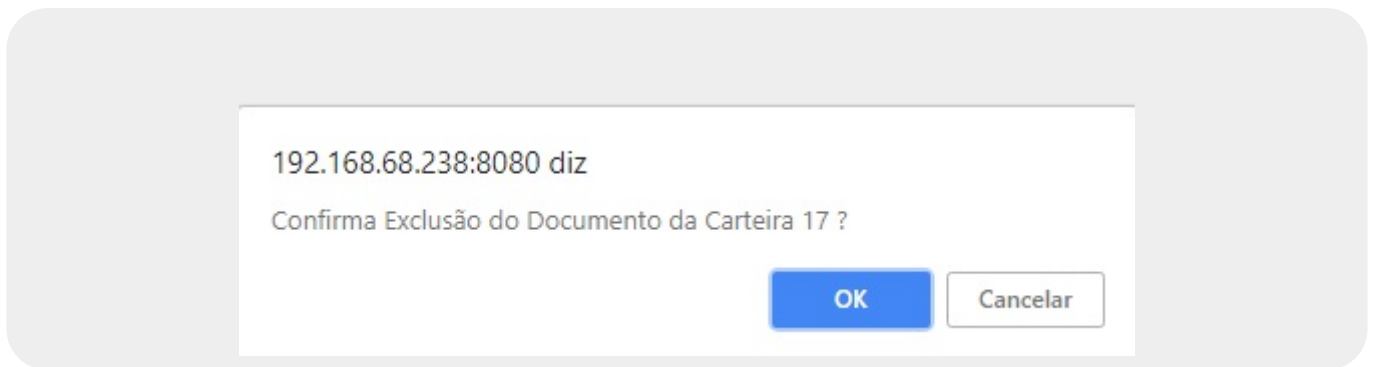 192.168.68.238:8080 diz
Confirma Exclusão do Documento da Carteira 17 ?
OK Cancelar